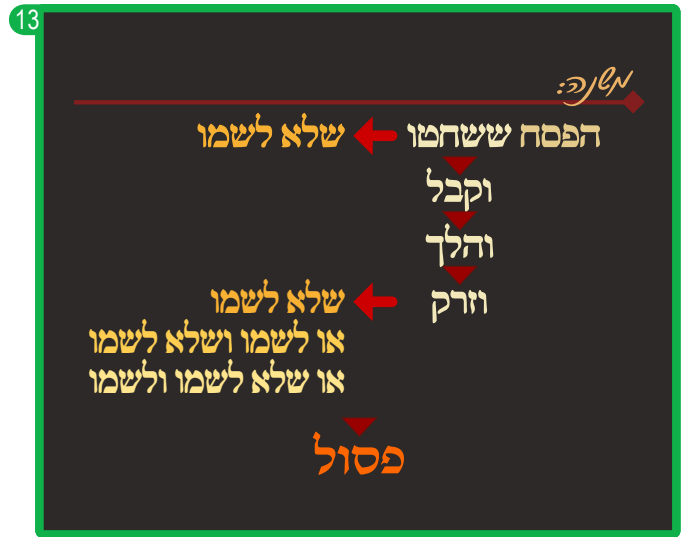 13
משנה:
הפסח ששחטו שלא לשמו
וקבל
והלך
וזרק שלא לשמו
או לשמו ושלא לשמו
או שלא לשמו ולשמו
פסול